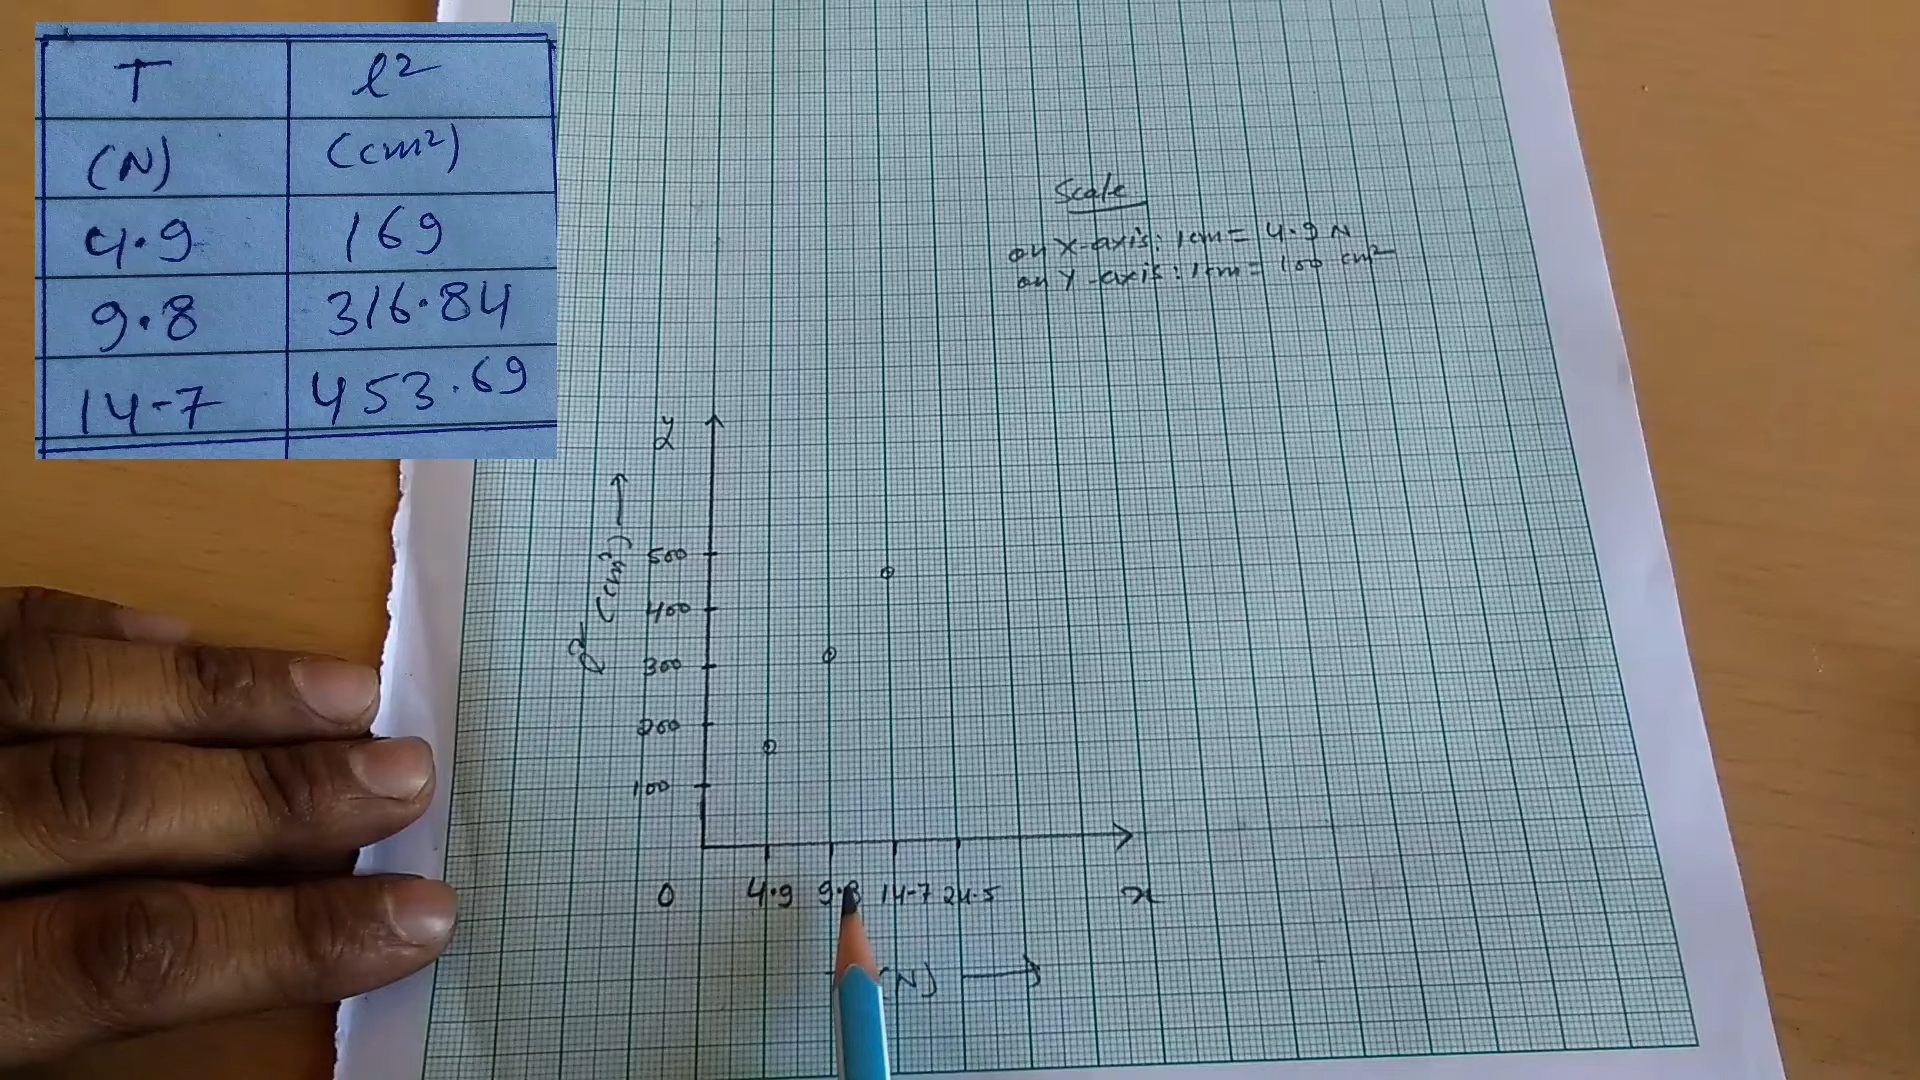 T l²
(N) (cm²)
4.9 169
9.8 316.84
14-7 453.69
Scale
on X-axis: 1cm = 4.9 N
on Y-axis: 1cm = 100 cm²
y
l² (cm²)
500
400
300
200
100
0 4.9 9.8 14-7 24.5 x
(N)